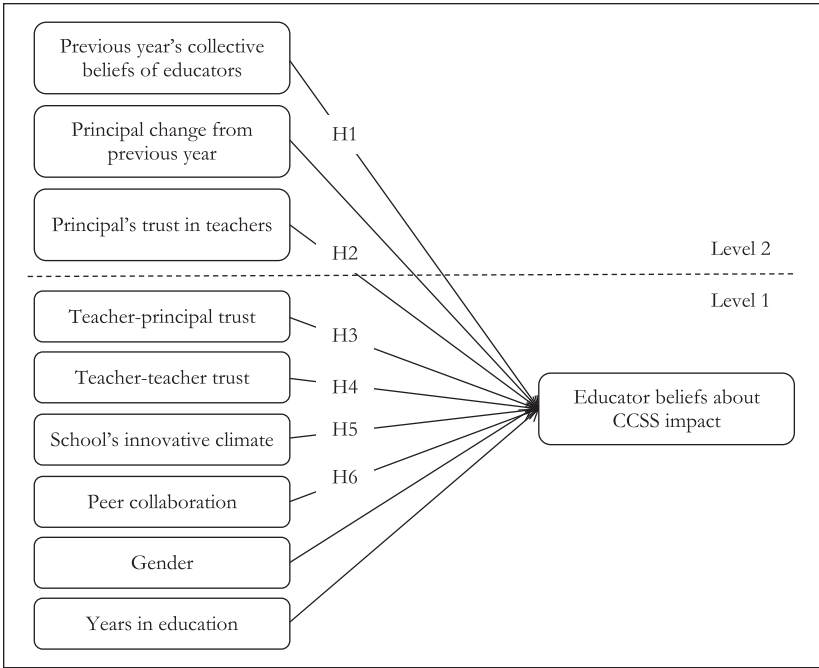 Previous year's collective
beliefs of educators
H1
Principal change from
previous year
Principal's trust in teachers
H2
Level 2
Level 1
Teacher-principal trust
H3
Teacher-teacher trust
H4
School's innovative climate
H5
Peer collaboration
H6
Gender
Years in education
Educator beliefs about
CCSS impact